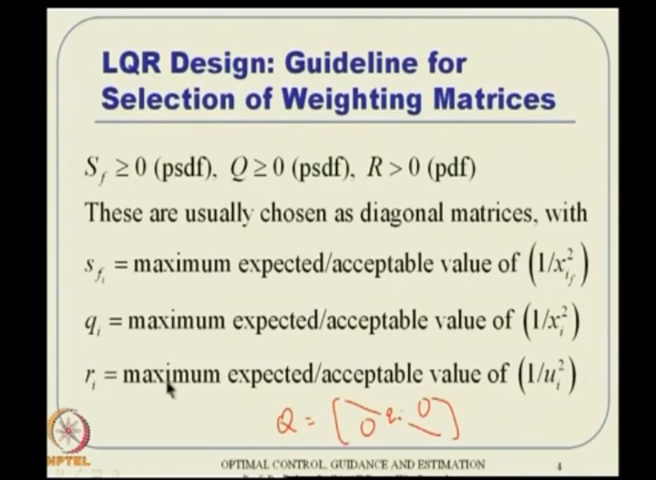 LQR Design: Guideline for
Selection of Weighting Matrices
S_f ≥ 0 (psdf), Q ≥ 0 (psdf), R > 0 (pdf)
These are usually chosen as diagonal matrices, with
s_{f_i} = maximum expected/acceptable value of (1/x_{i_f}^2)
q_i = maximum expected/acceptable value of (1/x_i^2)
r_i = maximum expected/acceptable value of (1/u_i^2)
Q = [ q_i 0
0 ]
NPTEL
OPTIMAL CONTROL, GUIDANCE AND ESTIMATION
4